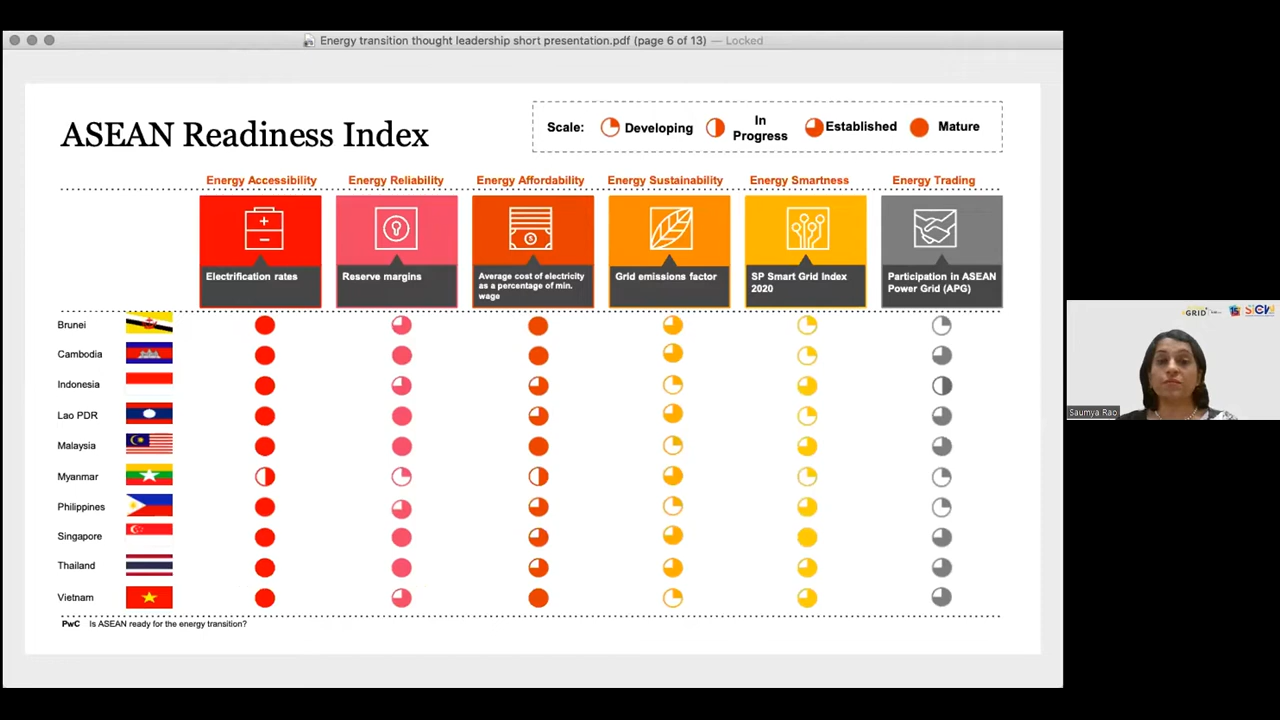 Energy transition thought leadership short presentation.pdf (page 6 of 13) — Locked
ASEAN Readiness Index
Scale:
Developing
In
Progress
Established
Mature
Energy Accessibility
Energy Reliability
Energy Affordability
Energy Sustainability
Energy Smartness
Energy Trading
Electrification rates
Reserve margins
Average cost of electricity
as a percentage of min.
wage
Grid emissions factor
SP Smart Grid Index
2020
Participation in ASEAN
Power Grid (APG)
Brunei
Cambodia
Indonesia
Lao PDR
Malaysia
Myanmar
Philippines
Singapore
Thailand
Vietnam
PwC Is ASEAN ready for the energy transition?
GRID
Saumya Rao